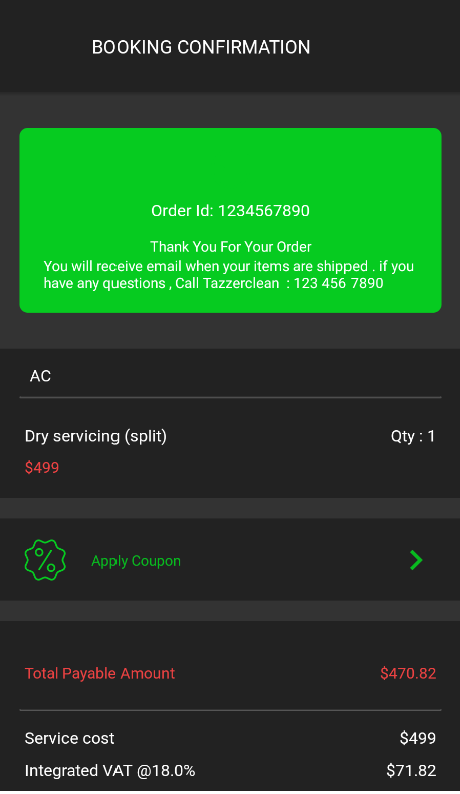 BOOKING CONFIRMATION
Order Id: 1234567890
Thank You For Your Order
You will receive email when your items are shipped . if you
have any questions , Call Tazzerclean : 123 456 7890
AC
Dry servicing (split) Qty : 1
$499
Apply Coupon
Total Payable Amount $470.82
Service cost $499
Integrated VAT @18.0% $71.82